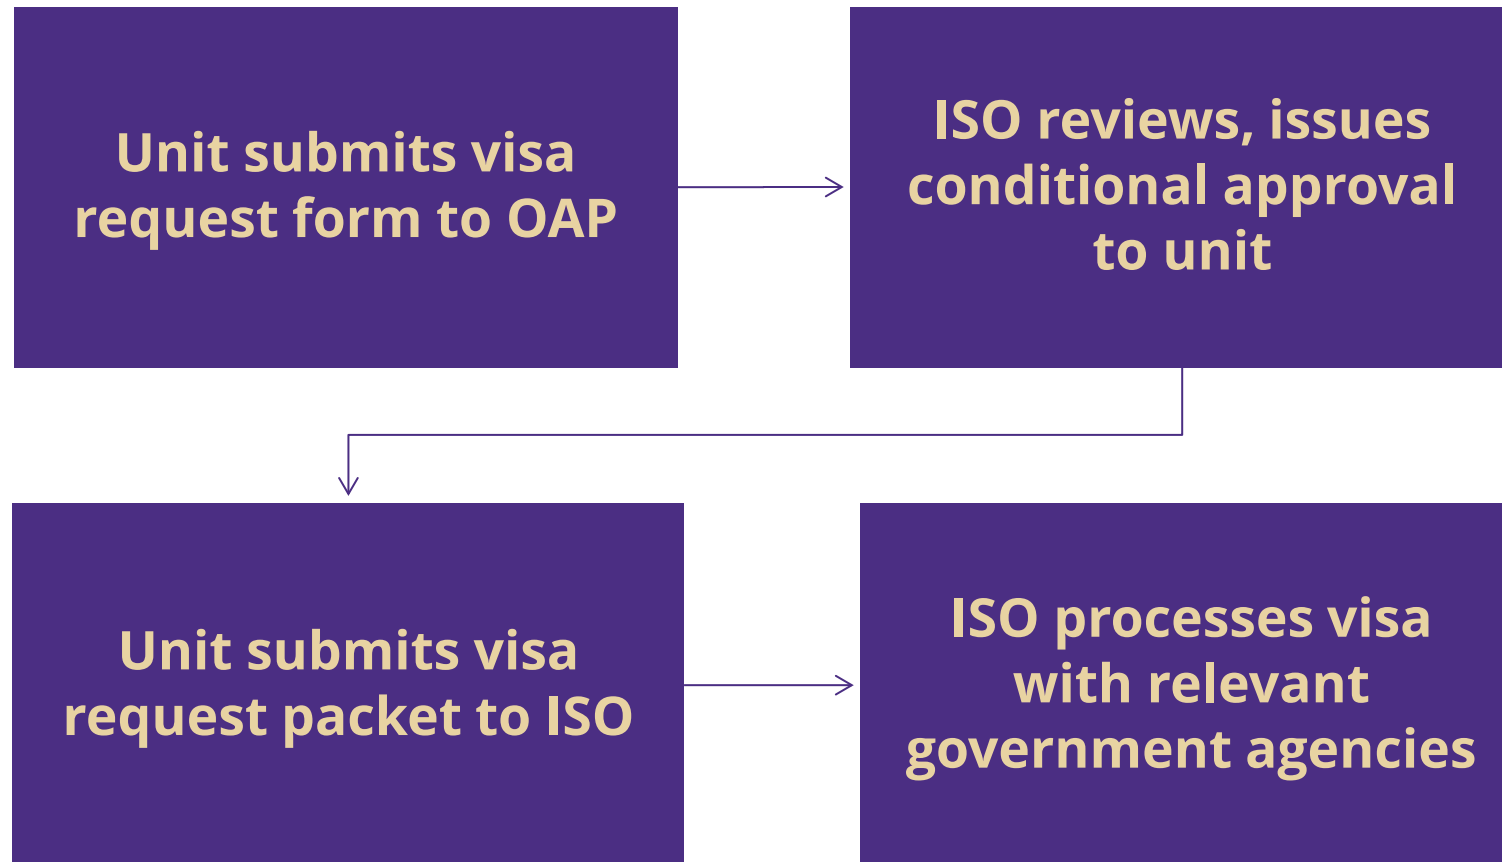 Unit submits visa
request form to OAP
ISO reviews, issues
conditional approval
to unit
Unit submits visa
request packet to ISO
ISO processes visa
with relevant
government agencies